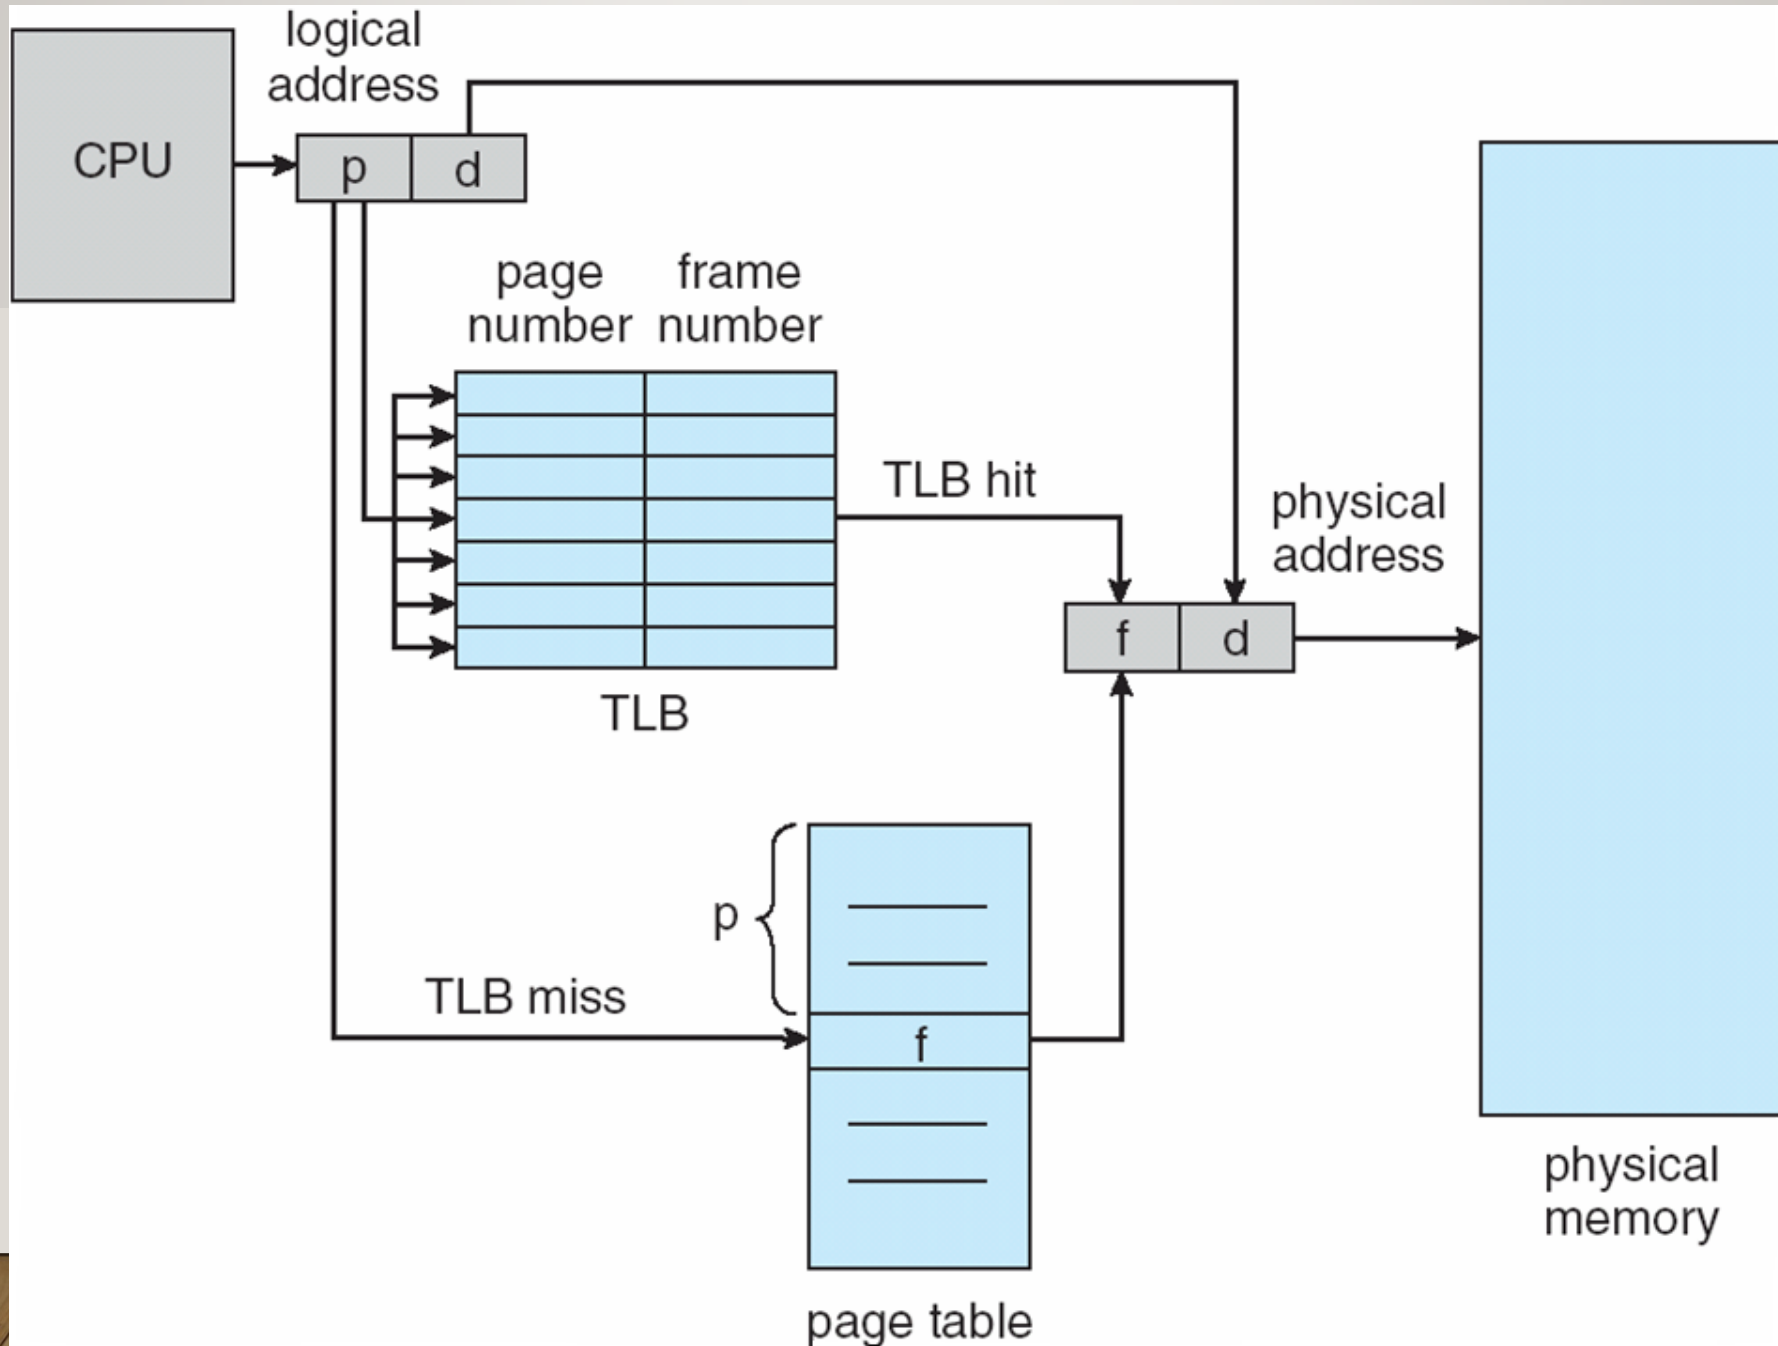 logical
address
CPU
p
d
page
number
frame
number
TLB hit
physical
address
f
d
TLB
p
TLB miss
f
physical
memory
page table